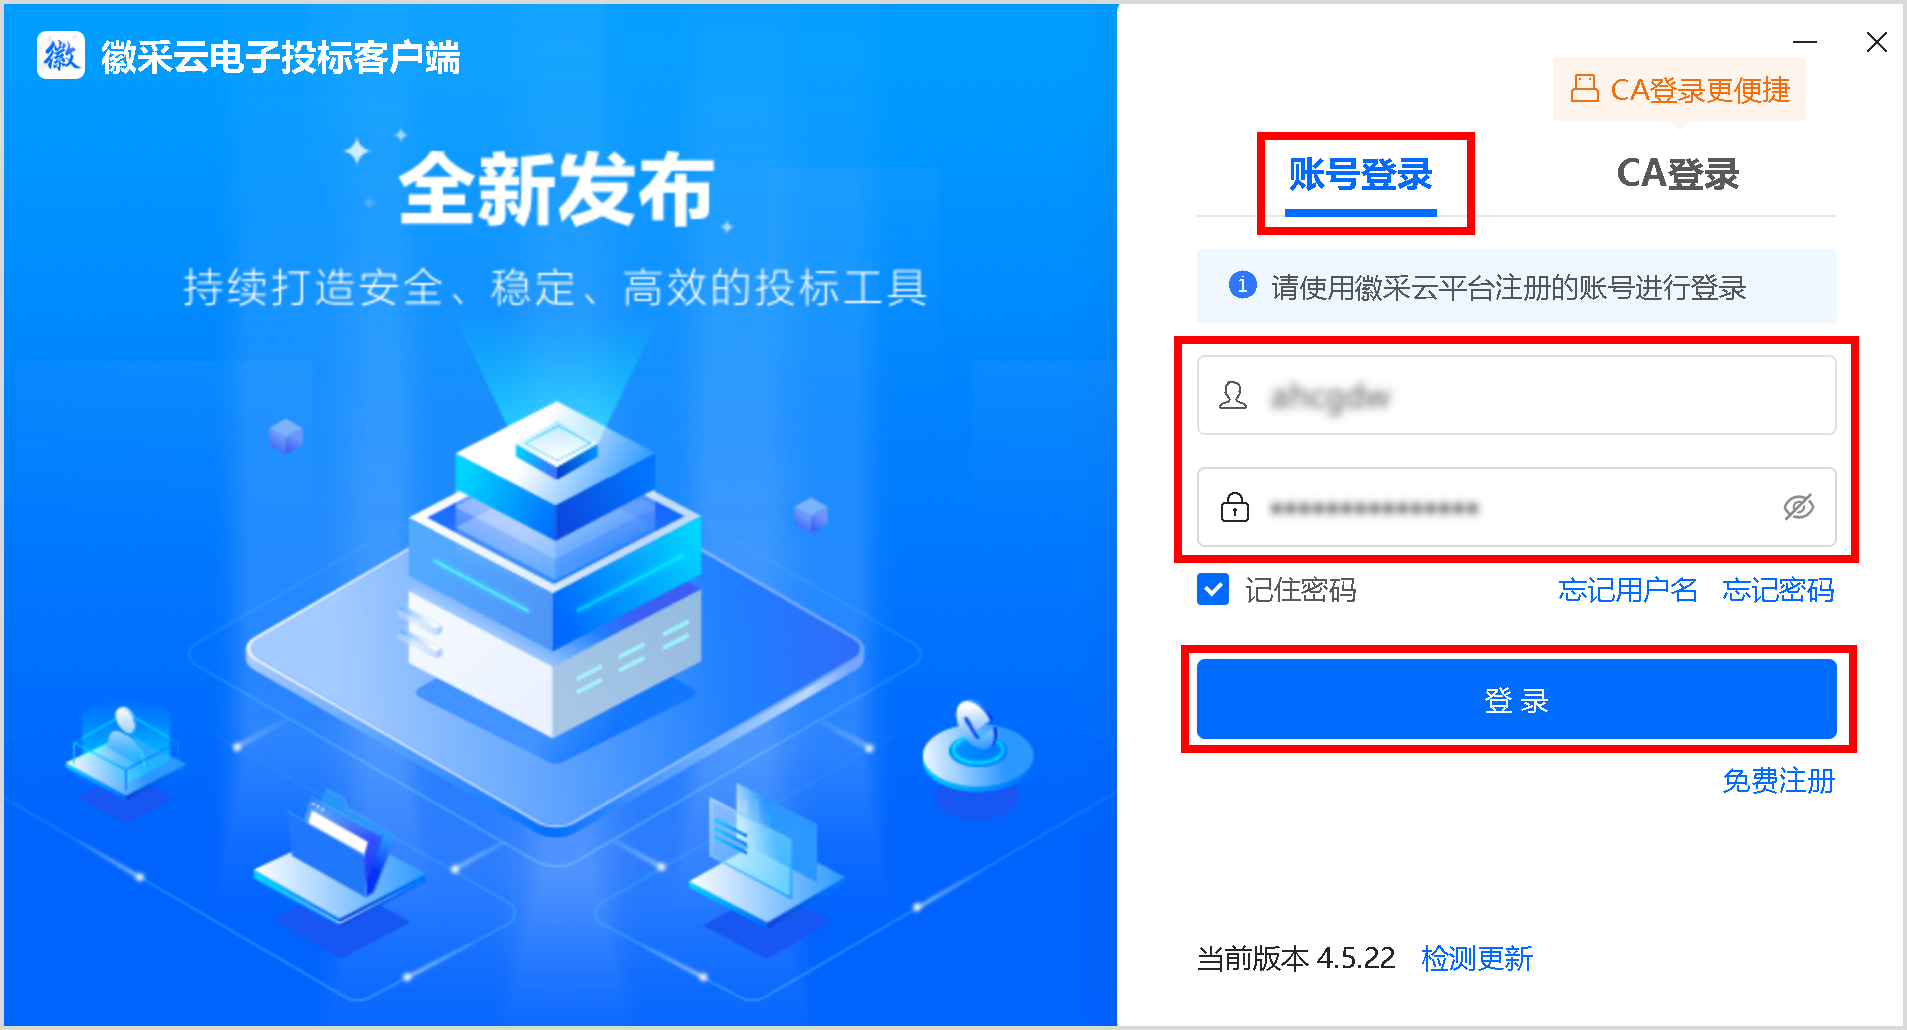 徽 徽采云电子投标客户端
全新发布
持续打造安全、稳定、高效的投标工具
CA登录更便捷
账号登录 CA登录
请使用徽采云平台注册的账号进行登录
ahcgdw
记住密码 忘记用户名 忘记密码
登录
免费注册
当前版本 4.5.22 检测更新